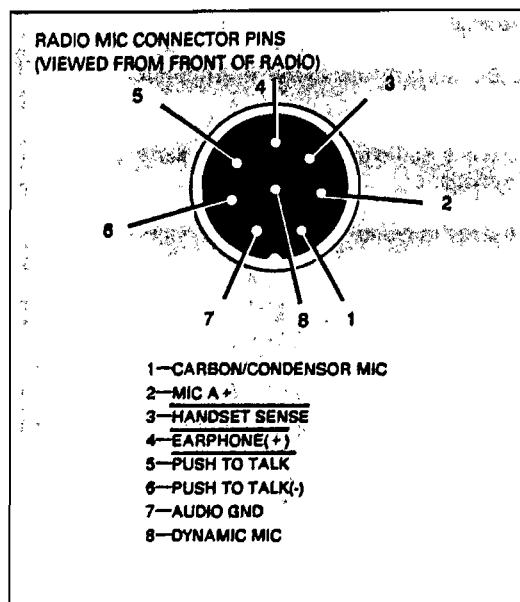 RADIO MIC CONNECTOR PINS
(VIEWED FROM FRONT OF RADIO)
4
5
3
6
2
7
8
1
1—CARBON/CONDENSOR MIC
2—MIC A +
3—HANDSET SENSE
4—EARPHONE(+)
5—PUSH TO TALK
6—PUSH TO TALK(-)
7—AUDIO GND
8—DYNAMIC MIC